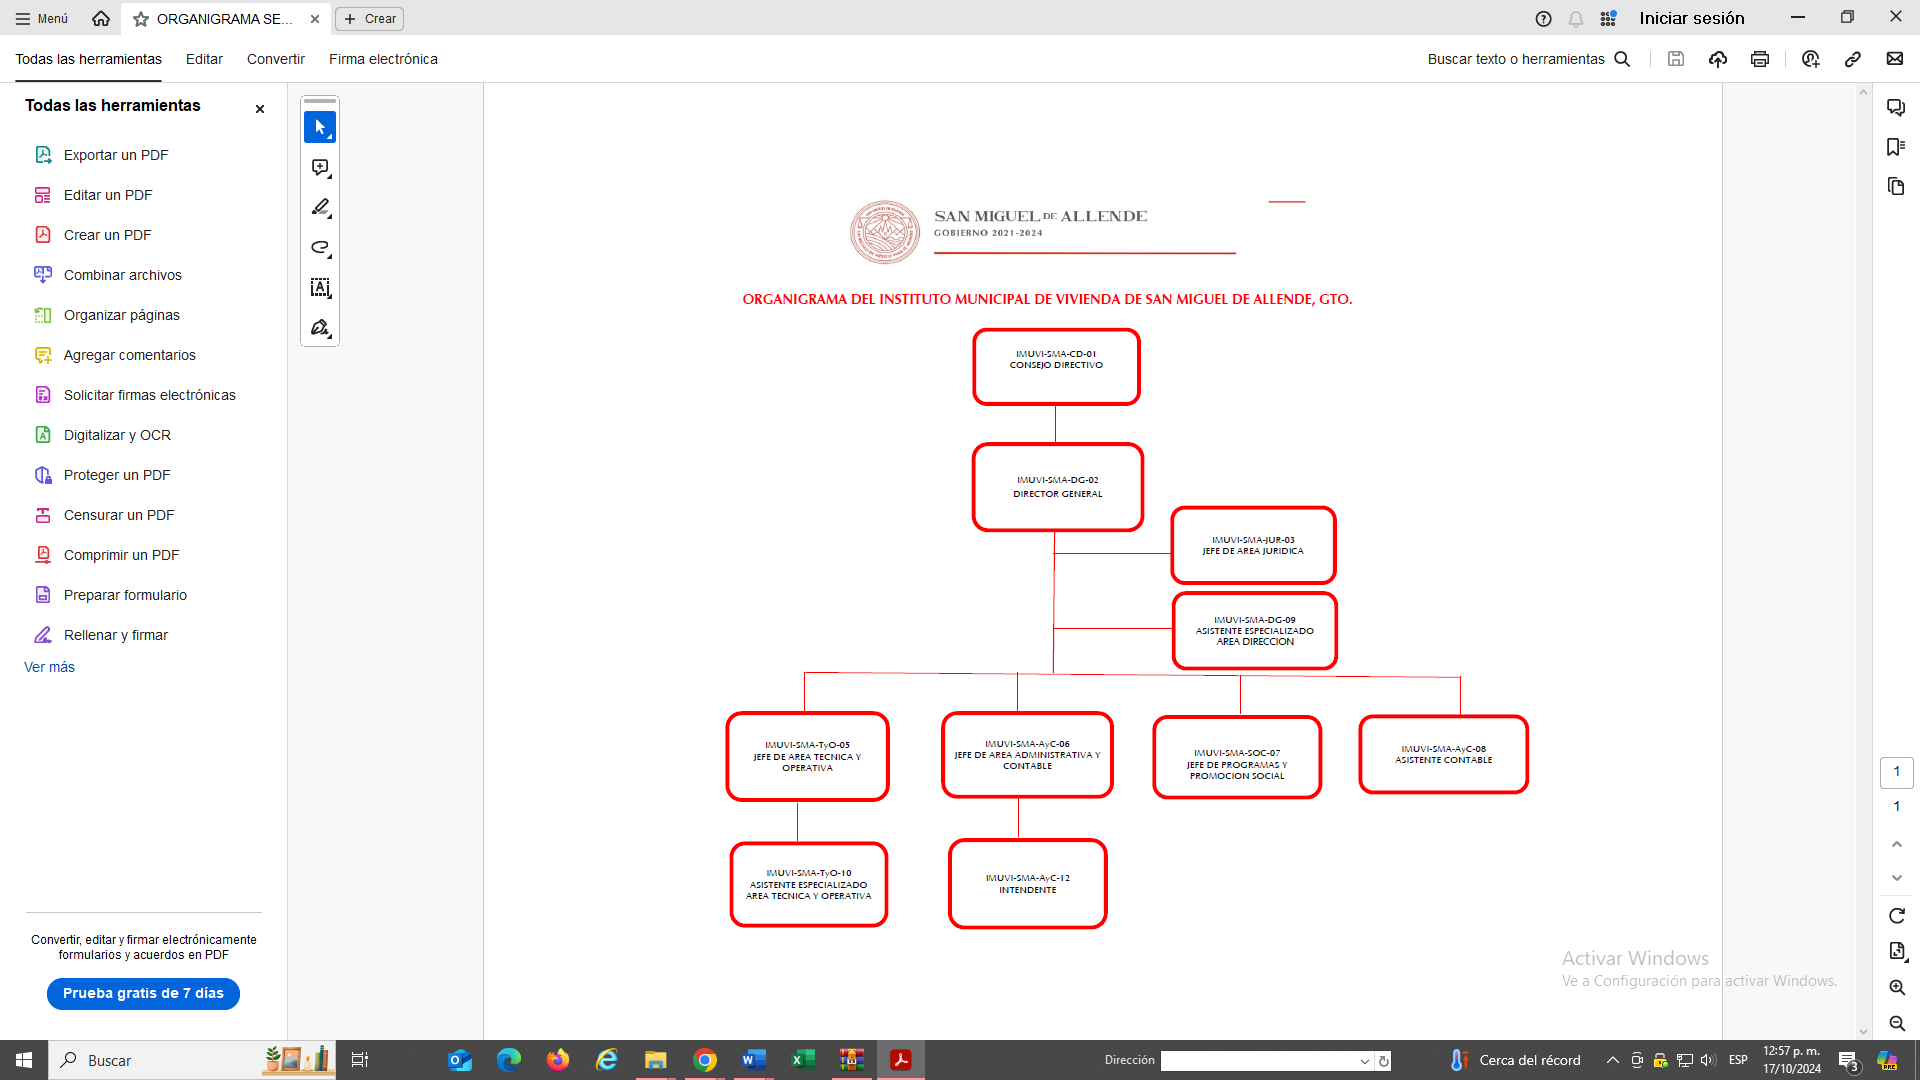 Menú
ORGANIGRAMA SE...
Crear
Iniciar sesión
Todas las herramientas
Editar
Convertir
Firma electrónica
Buscar texto o herramientas
Todas las herramientas
Exportar un PDF
Editar un PDF
Crear un PDF
Combinar archivos
Organizar páginas
Agregar comentarios
Solicitar firmas electrónicas
Digitalizar y OCR
Proteger un PDF
Censurar un PDF
Comprimir un PDF
Preparar formulario
Rellenar y firmar
Ver más
Convertir, editar y firmar electrónicamente
formularios y acuerdos en PDF
Prueba gratis de 7 días
SAN MIGUEL DE ALLENDE
GOBIERNO 2021-2024
ORGANIGRAMA DEL INSTITUTO MUNICIPAL DE VIVIENDA DE SAN MIGUEL DE ALLENDE, GTO.
IMUVI-SMA-CD-01
CONSEJO DIRECTIVO
IMUVI-SMA-DG-02
DIRECTOR GENERAL
IMUVI-SMA-JUR-03
JEFE DE AREA JURIDICA
IMUVI-SMA-DG-09
ASISTENTE ESPECIALIZADO
AREA DIRECCION
IMUVI-SMA-TyO-05
JEFE DE AREA TECNICA Y
OPERATIVA
IMUVI-SMA-AyC-06
JEFE DE AREA ADMINISTRATIVA Y
CONTABLE
IMUVI-SMA-SOC-07
JEFE DE PROGRAMAS Y
PROMOCION SOCIAL
IMUVI-SMA-AyC-08
ASISTENTE CONTABLE
IMUVI-SMA-TyO-10
ASISTENTE ESPECIALIZADO
AREA TECNICA Y OPERATIVA
IMUVI-SMA-AyC-12
INTENDENTE
1
1
Activar Windows
Ve a Configuración para activar Windows.
Buscar
Dirección
Cerca del récord
ESP
12:57 p. m.
17/10/2024
3